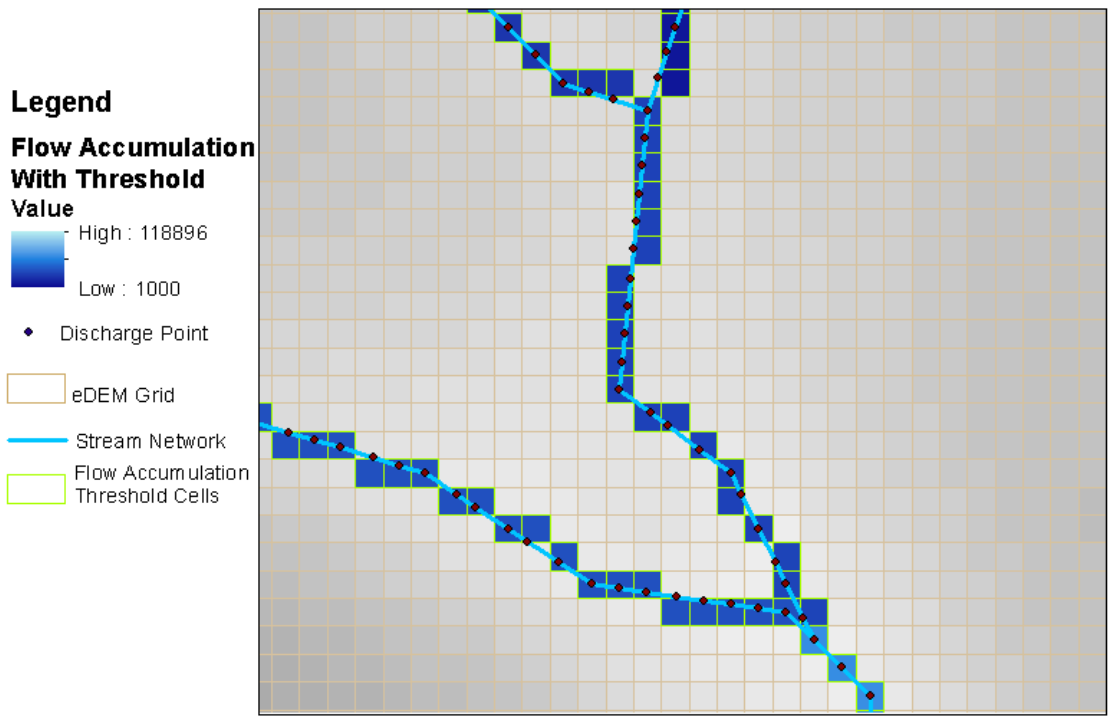 Legend
Flow Accumulation
With Threshold
Value
High : 118896
Low : 1000
Discharge Point
eDEM Grid
Stream Network
Flow Accumulation
Threshold Cells